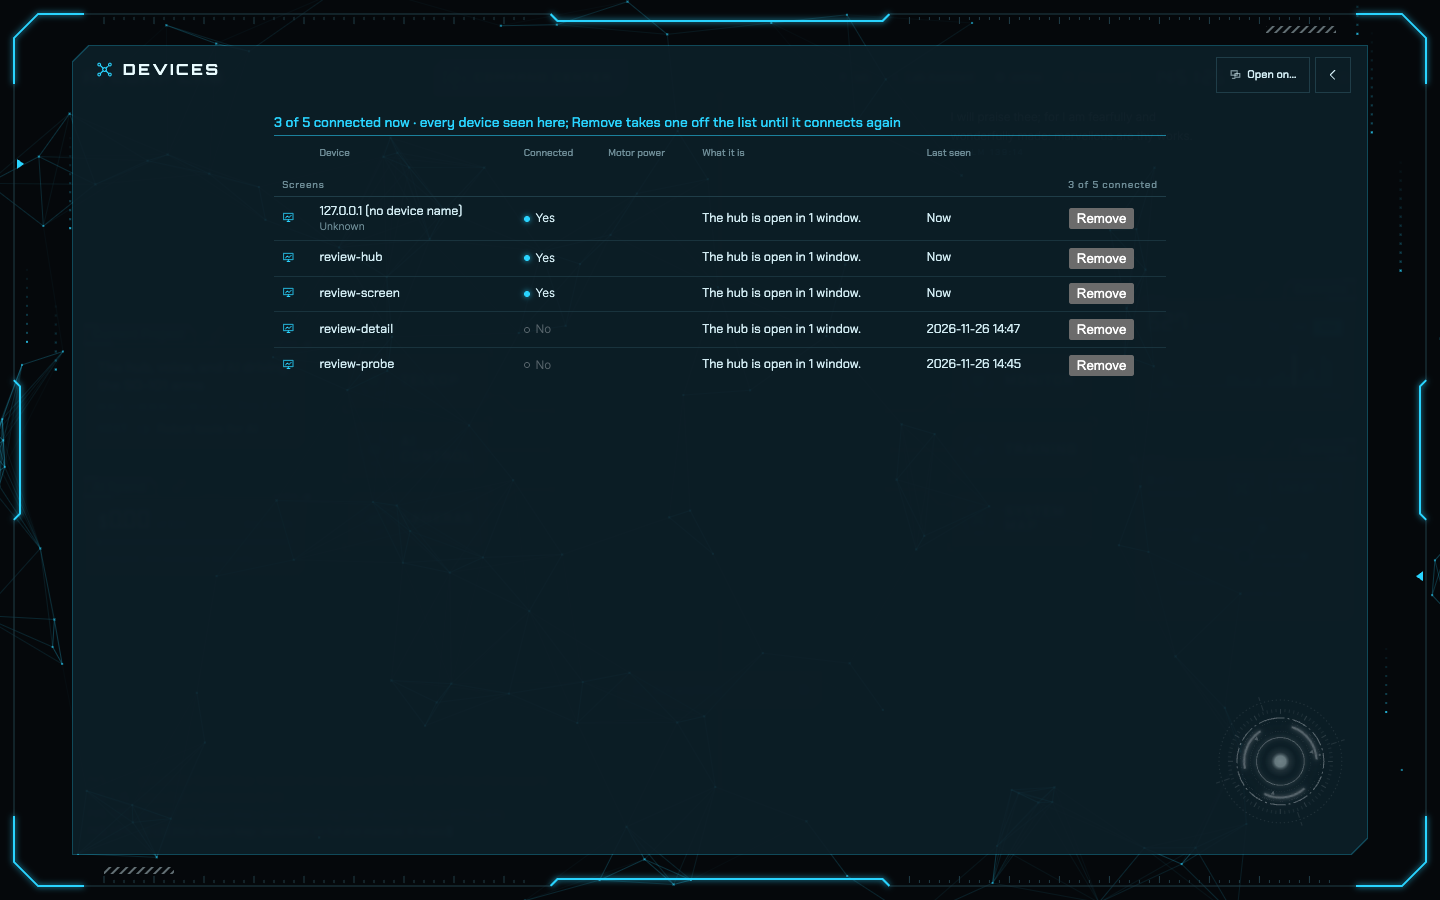 DEVICES
Open on...
3 of 5 connected now · every device seen here; Remove takes one off the list until it connects again
Device Connected Motor power What it is Last seen
Screens 3 of 5 connected
127.0.0.1 (no device name)
Unknown
Yes The hub is open in 1 window. Now Remove
review-hub Yes The hub is open in 1 window. Now Remove
review-screen Yes The hub is open in 1 window. Now Remove
review-detail No The hub is open in 1 window. 2026-11-26 14:47 Remove
review-probe No The hub is open in 1 window. 2026-11-26 14:45 Remove